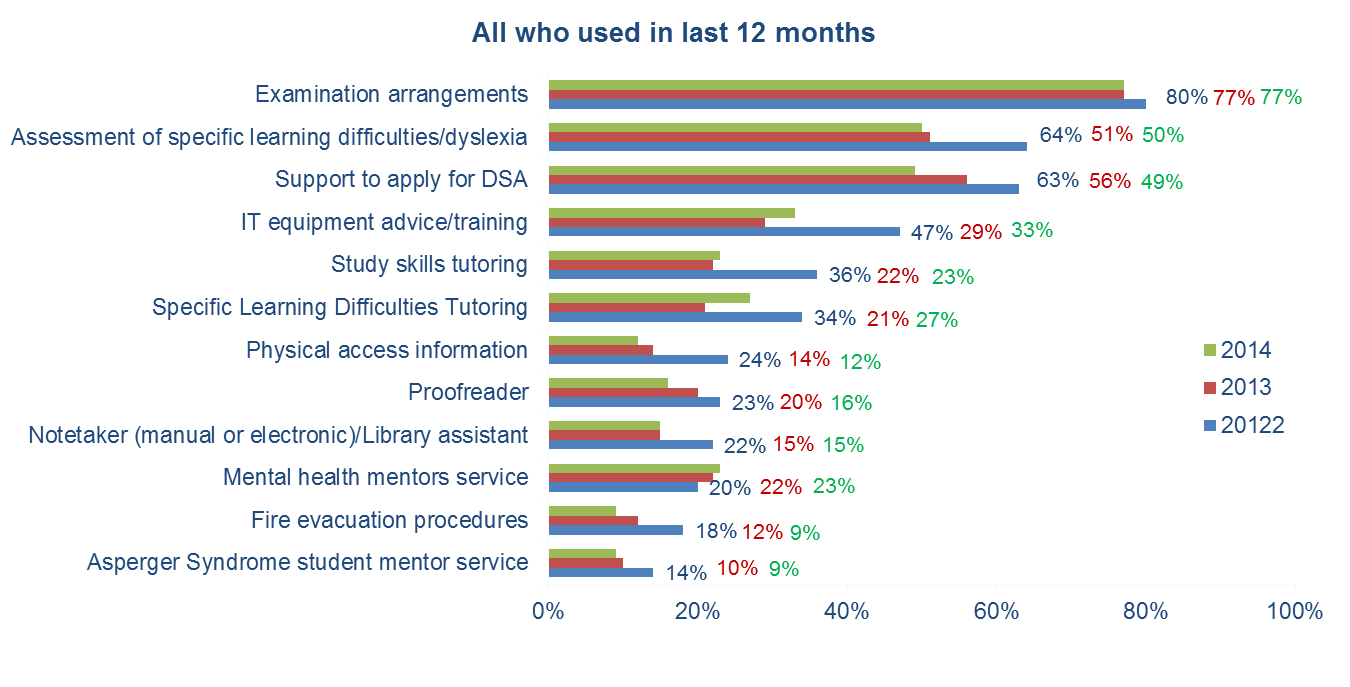 All who used in last 12 months
Examination arrangements 80% 77% 77%
Assessment of specific learning difficulties/dyslexia 64% 51% 50%
Support to apply for DSA 63% 56% 49%
IT equipment advice/training 47% 29% 33%
Study skills tutoring 36% 22% 23%
Specific Learning Difficulties Tutoring 34% 21% 27%
Physical access information 24% 14% 12%
Proofreader 23% 20% 16%
Notetaker (manual or electronic)/Library assistant 22% 15% 15%
Mental health mentors service 20% 22% 23%
Fire evacuation procedures 18% 12% 9%
Asperger Syndrome student mentor service 14% 10% 9%
2014
2013
20122
0% 20% 40% 60% 80% 100%